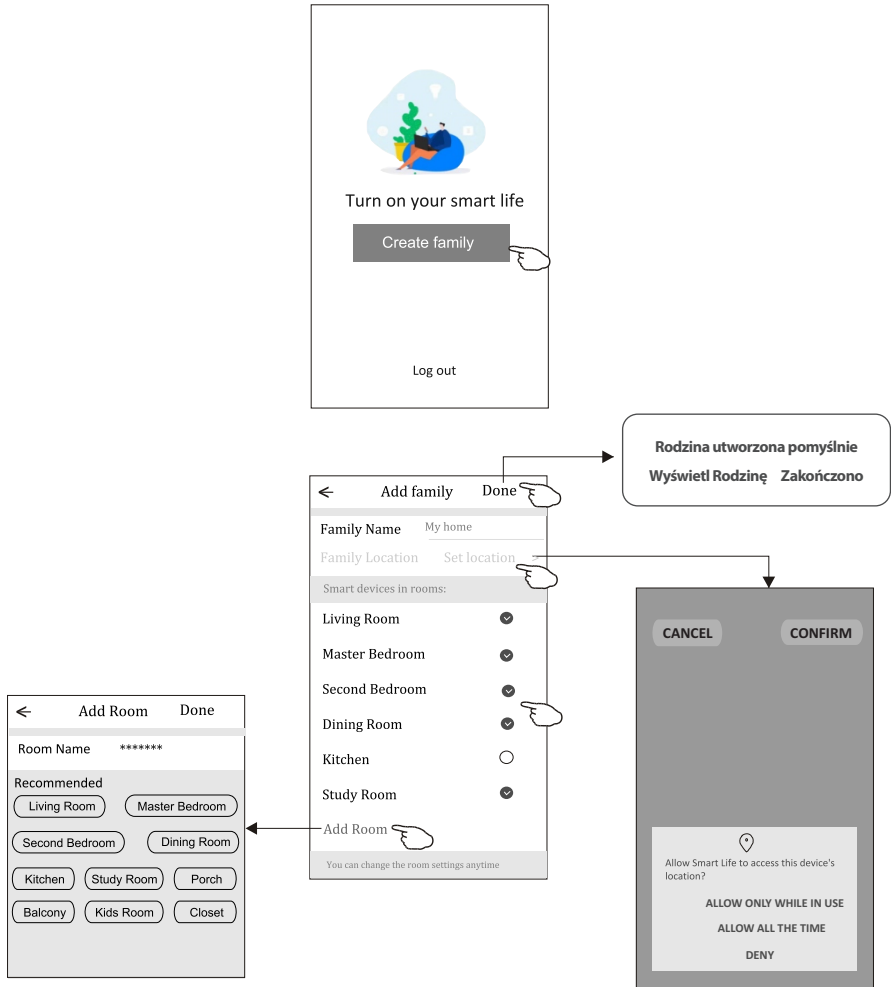 Turn on your smart life
Create family
Log out
Rodzina utworzona pomyślnie
Wyświetl Rodzinę Zakończono
Add family Done
Family Name My home
Family Location Set location >
Smart devices in rooms:
Living Room
Master Bedroom
Second Bedroom
Dining Room
Kitchen
Study Room
Add Room
You can change the room settings anytime
CANCEL CONFIRM
Allow Smart Life to access this device's
location?
ALLOW ONLY WHILE IN USE
ALLOW ALL THE TIME
DENY
Add Room Done
Room Name *******
Recommended
Living Room Master Bedroom
Second Bedroom Dining Room
Kitchen Study Room Porch
Balcony Kids Room Closet